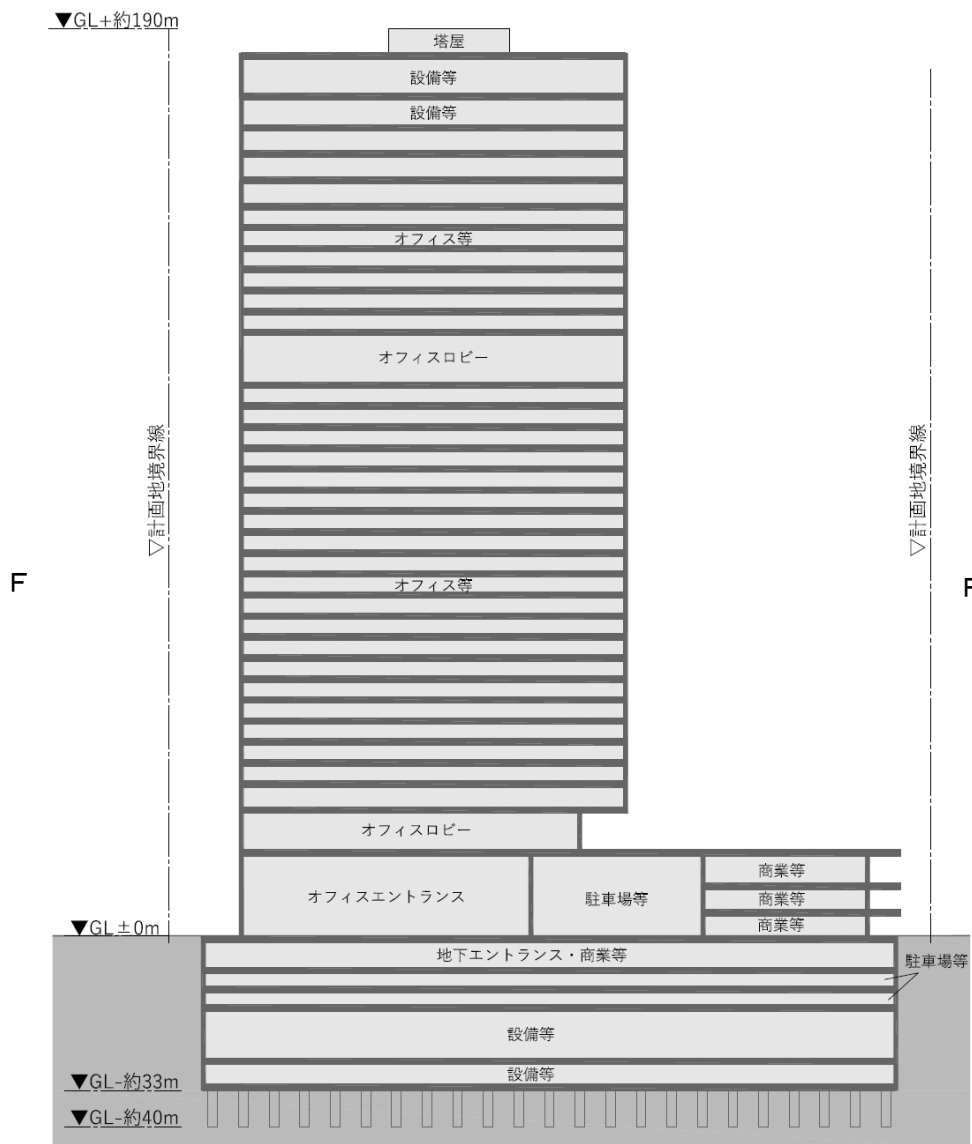 ▼GL+約190m
塔屋
設備等
設備等
オフィス等
オフィスロビー
▽計画地境界線
▽計画地境界線
F
オフィス等
オフィスロビー
オフィスエントランス
駐車場等
商業等
商業等
商業等
▼GL±0m
地下エントランス・商業等
駐車場等
設備等
設備等
▼GL-約33m
▼GL-約40m